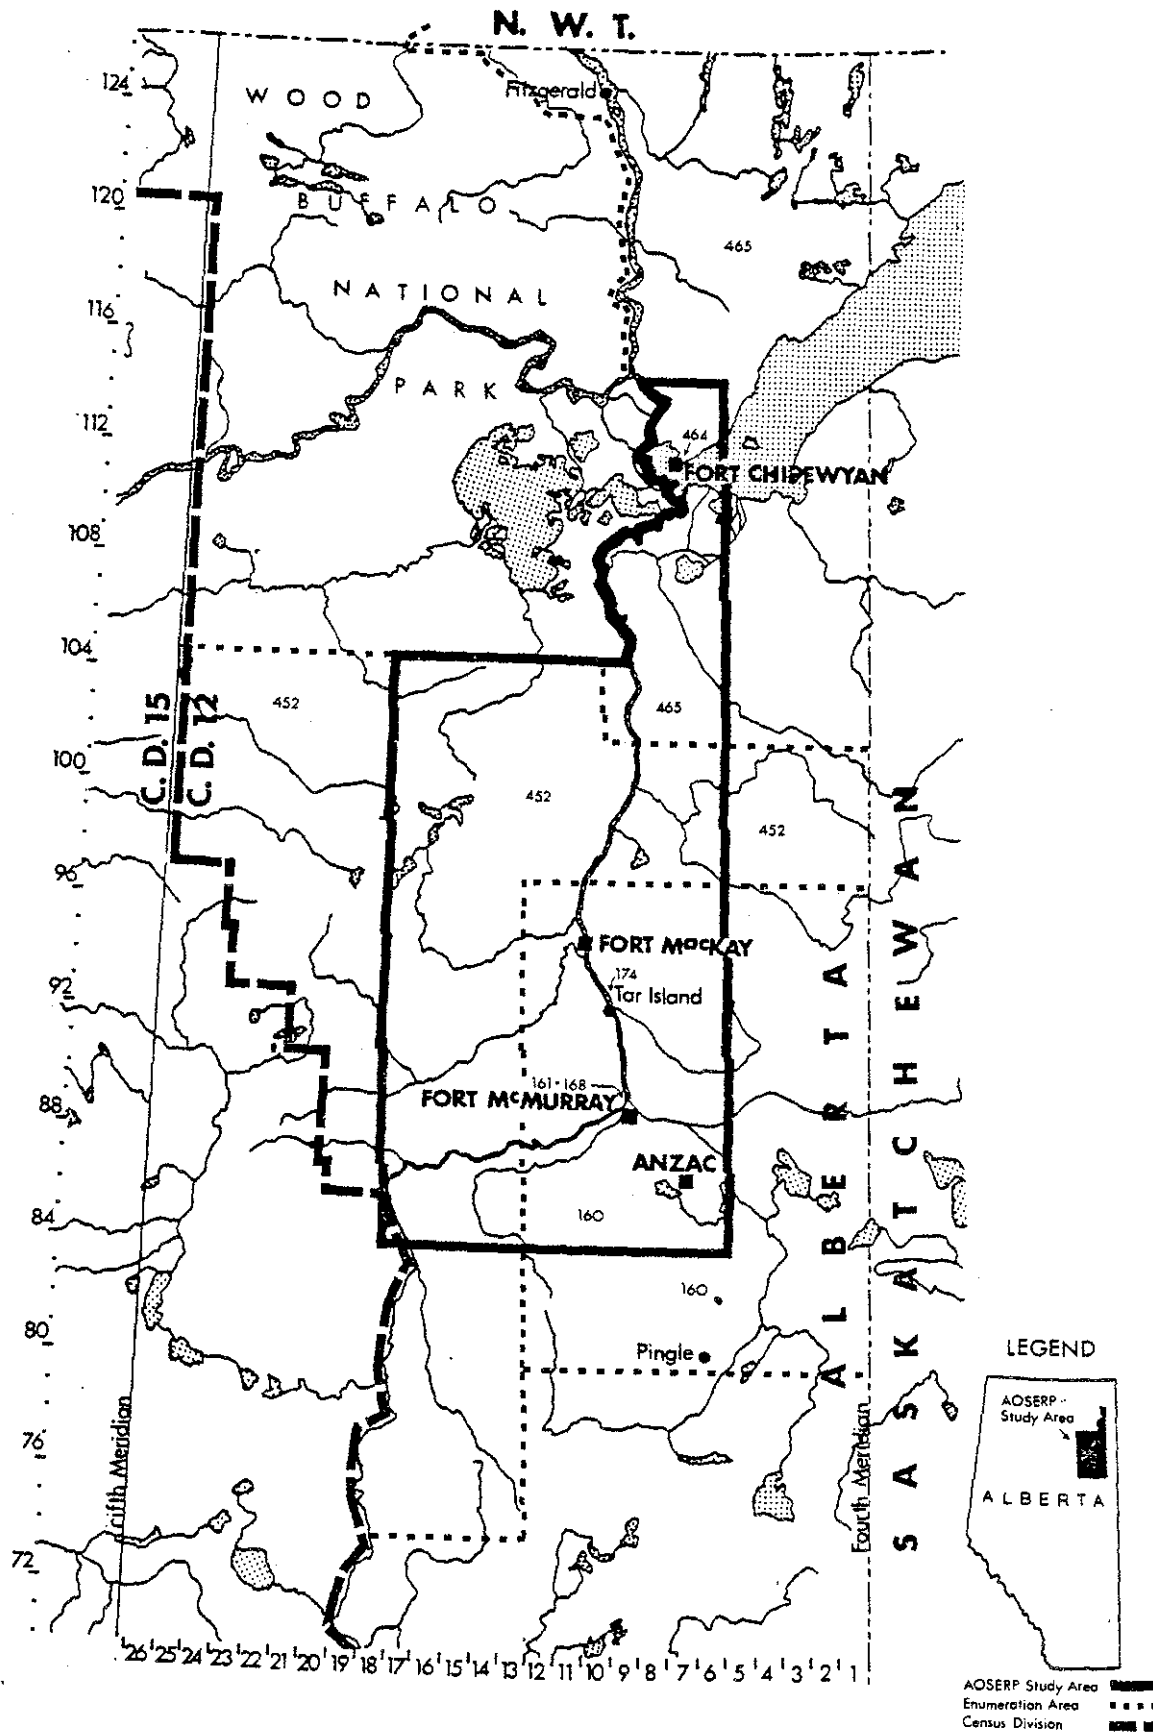 N. W. T.
124
WOOD
Fitzgerald
120
BUFFALO
465
NATIONAL
116
PARK
112
464
FORT CHIPEWYAN
108
104
452
465
C. D. 15
C. D. 12
100
452
452
96
FORT MacKAY
174
Tar Island
92
161-168
FORT McMURRAY
88
ANZAC
84
160
160
80
Pingle
ALBERTA
SASKATCHEWAN
76
Fifth Meridian
Fourth Meridian
72
26 25 24 23 22 21 20 19 18 17 16 15 14 13 12 11 10 9 8 7 6 5 4 3 2 1
LEGEND
AOSERP
Study Area
ALBERTA
AOSERP Study Area
Enumeration Area
Census Division